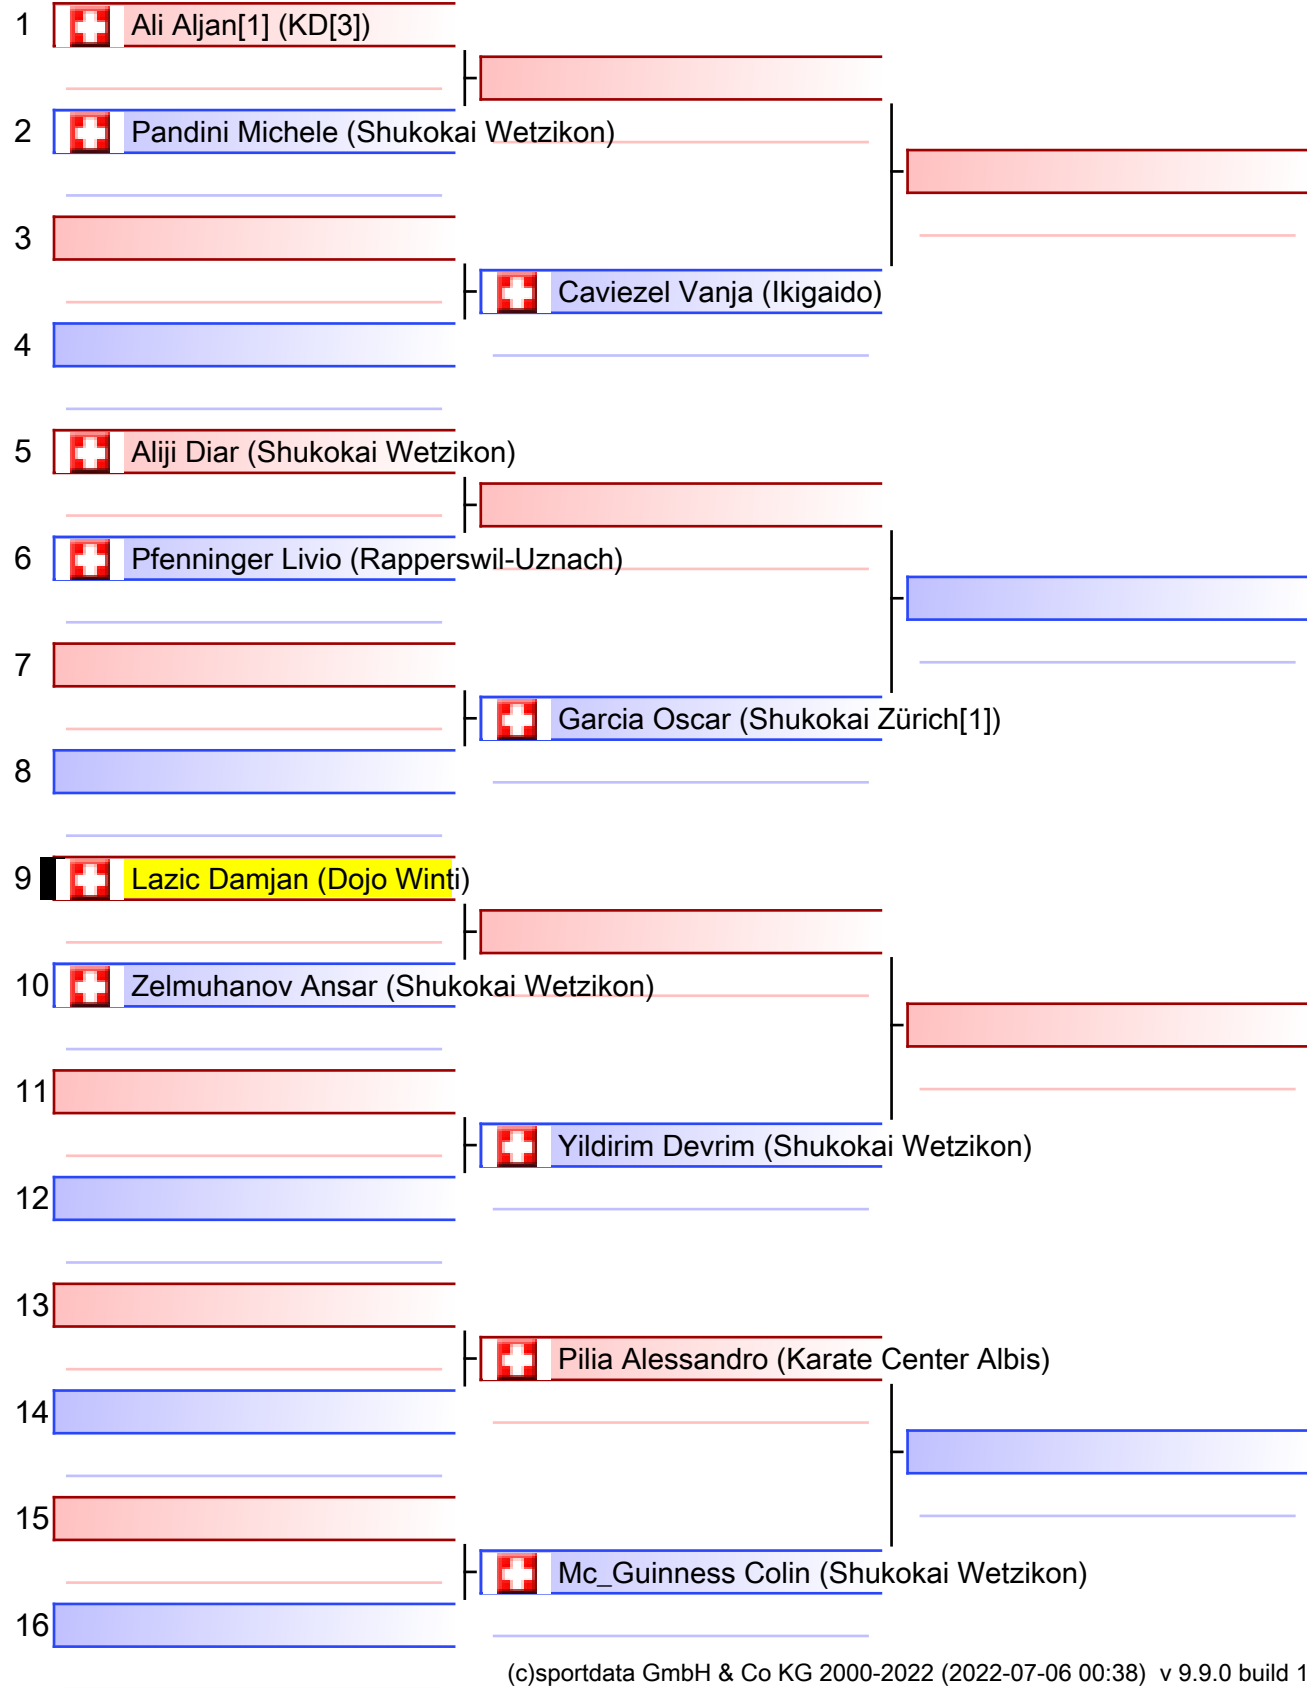 1 Ali Aljan[1] (KD[3])
2 Pandini Michele (Shukokai Wetzikon)
3
Caviezel Vanja (Ikigaido)
4
5 Aliji Diar (Shukokai Wetzikon)
6 Pfenninger Livio (Rapperswil-Uznach)
7
Garcia Oscar (Shukokai Zürich[1])
8
9 Lazic Damjan (Dojo Winti)
10 Zelmuhanov Ansar (Shukokai Wetzikon)
11
Yildirim Devrim (Shukokai Wetzikon)
12
13
Pilia Alessandro (Karate Center Albis)
14
15
Mc_Guinness Colin (Shukokai Wetzikon)
16
(c)sportdata GmbH & Co KG 2000-2022 (2022-07-06 00:38) v 9.9.0 build 1